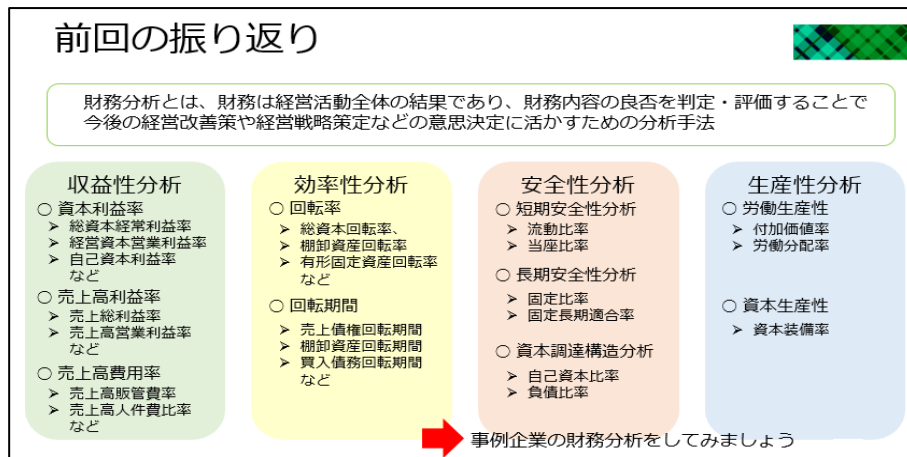 前回の振り返り
財務分析とは、財務は経営活動全体の結果であり、財務内容の良否を判定・評価することで
今後の経営改善策や経営戦略策定などの意思決定に活かすための分析手法
収益性分析
○ 資本利益率
➢ 総資本経常利益率
➢ 経営資本営業利益率
➢ 自己資本利益率
など
○ 売上高利益率
➢ 売上総利益率
➢ 売上高営業利益率
など
○ 売上高費用率
➢ 売上高販管費率
➢ 売上高人件費比率
など
効率性分析
○ 回転率
➢ 総資本回転率、
➢ 棚卸資産回転率
➢ 有形固定資産回転率
など
○ 回転期間
➢ 売上債権回転期間
➢ 棚卸資産回転期間
➢ 買入債務回転期間
など
安全性分析
○ 短期安全性分析
➢ 流動比率
➢ 当座比率
○ 長期安全性分析
➢ 固定比率
➢ 固定長期適合率
○ 資本調達構造分析
➢ 自己資本比率
➢ 負債比率
生産性分析
○ 労働生産性
➢ 付加価値率
➢ 労働分配率
○ 資本生産性
➢ 資本装備率
事例企業の財務分析をしてみましょう